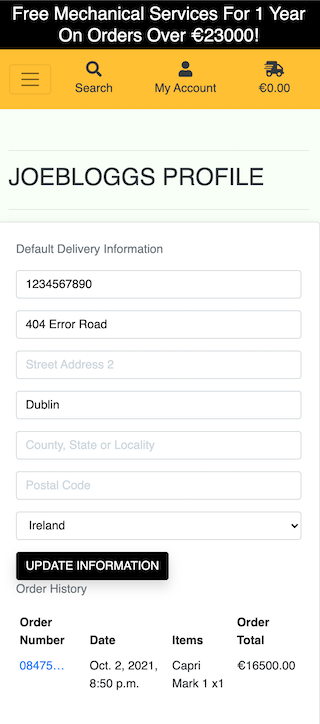 Free Mechanical Services For 1 Year
On Orders Over €23000!
Search My Account €0.00
JOEBLOGGS PROFILE
Default Delivery Information
1234567890
404 Error Road
Street Address 2
Dublin
County, State or Locality
Postal Code
Ireland
UPDATE INFORMATION
Order History
Order Number Date Items Order Total
08475... Oct. 2, 2021, 8:50 p.m. Capri Mark 1 x1 €16500.00